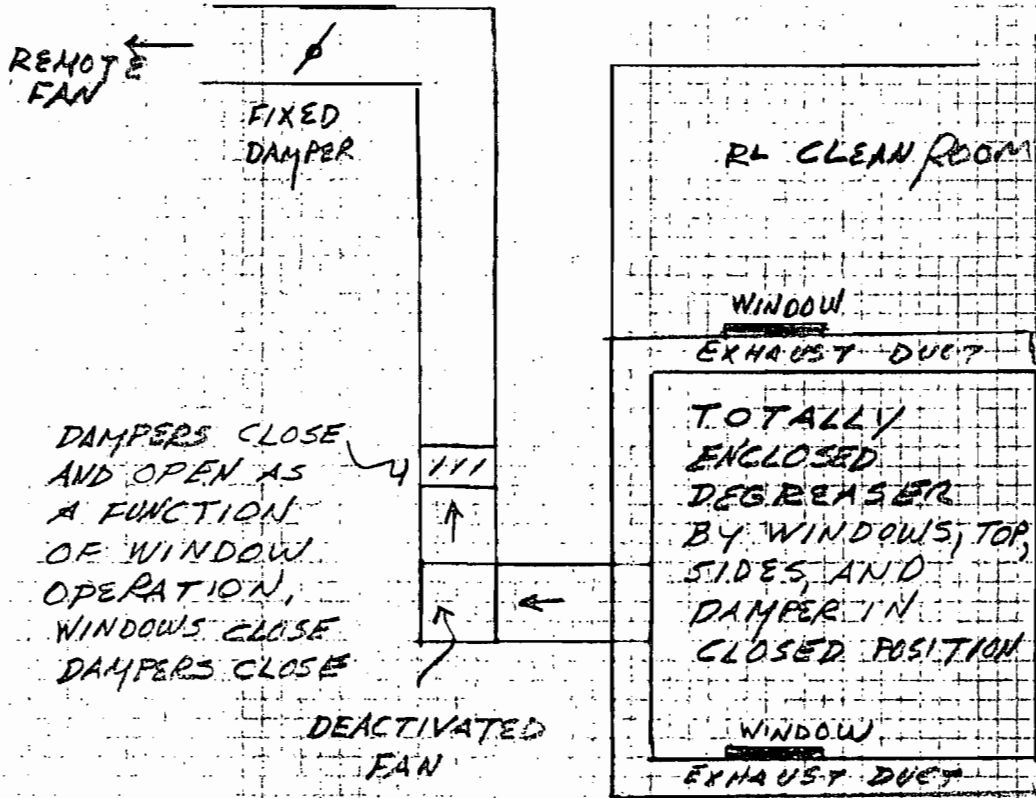 REMOTE
FAN
FIXED
DAMPER
RL CLEAN ROOM
WINDOW
EXHAUST DUCT
DAMPERS CLOSE
AND OPEN AS
A FUNCTION
OF WINDOW
OPERATION,
WINDOWS CLOSE
DAMPERS CLOSE
TOTALLY
ENCLOSED
DEGREASER
BY WINDOWS, TOP,
SIDES, AND
DAMPER IN
CLOSED POSITION
DEACTIVATED
FAN
WINDOW
EXHAUST DUCT